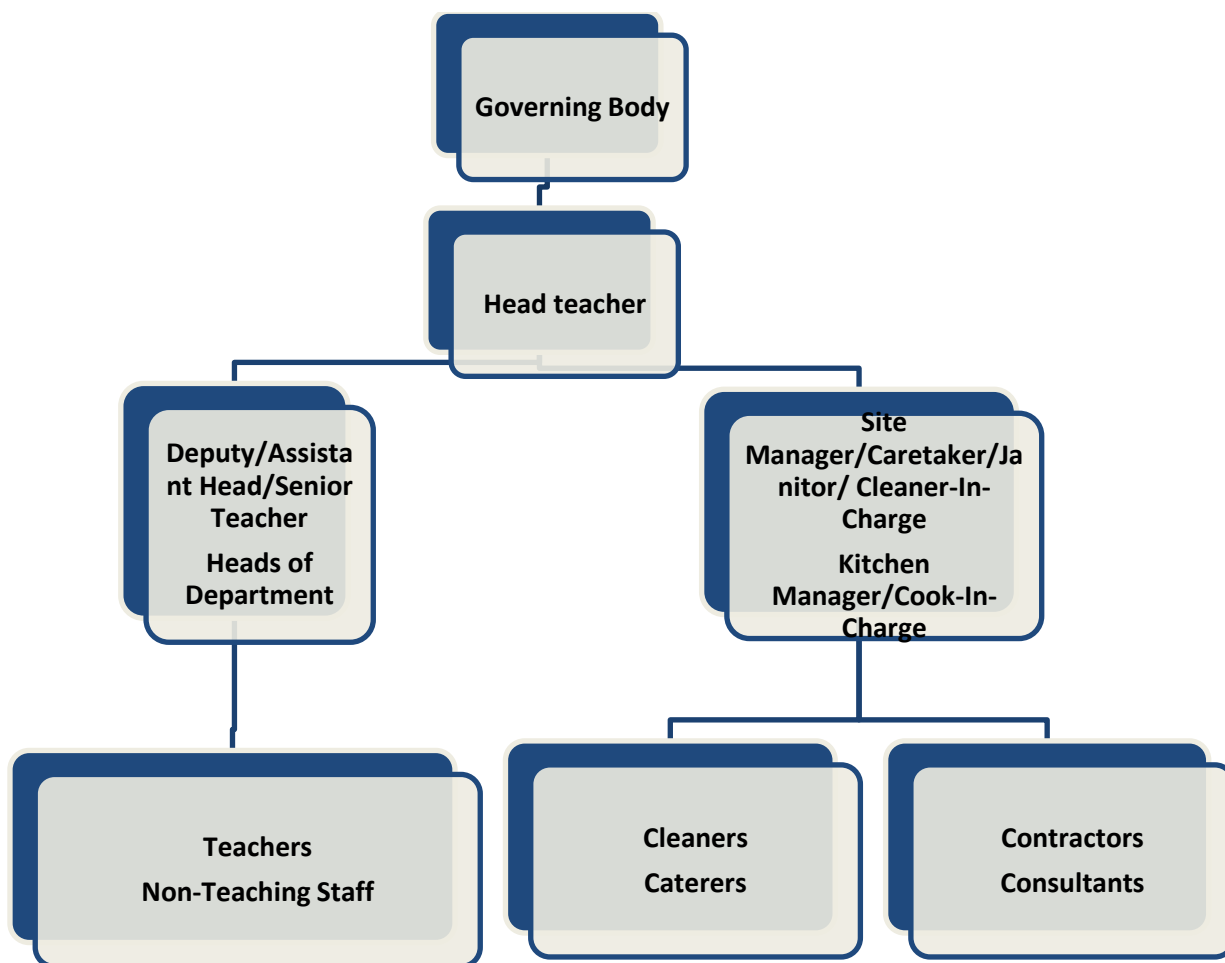 Governing Body
Head teacher
Deputy/Assista
nt Head/Senior
Teacher
Heads of
Department
Site
Manager/Caretaker/Ja
nitor/ Cleaner-In-
Charge
Kitchen
Manager/Cook-In-
Charge
Teachers
Non-Teaching Staff
Cleaners
Caterers
Contractors
Consultants